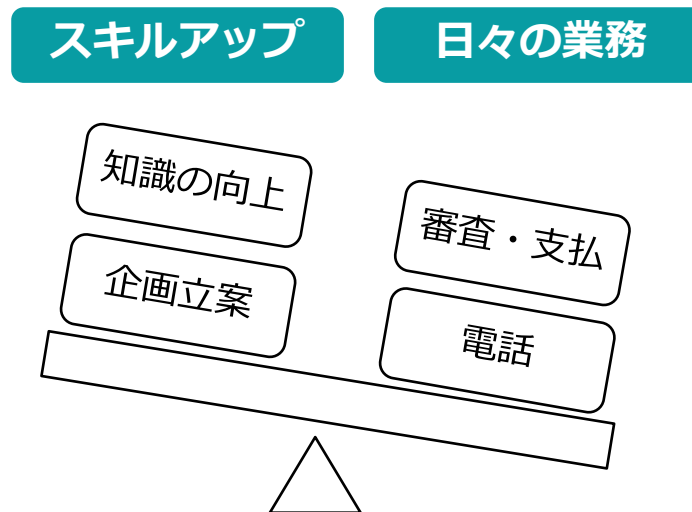 スキルアップ
日々の業務
知識の向上
審査・支払
企画立案
電話